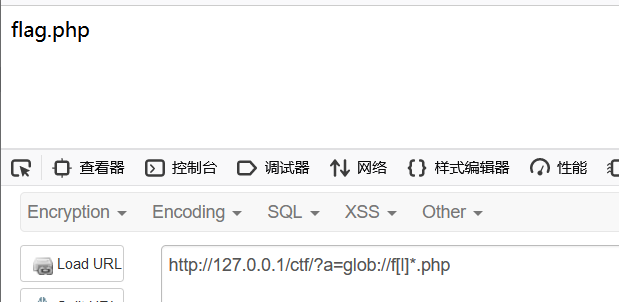 flag.php
查看器 控制台 调试器 网络 样式编辑器 性能
Encryption Encoding SQL XSS Other
Load URL http://127.0.0.1/ctf/?a=glob://f[l]*.php